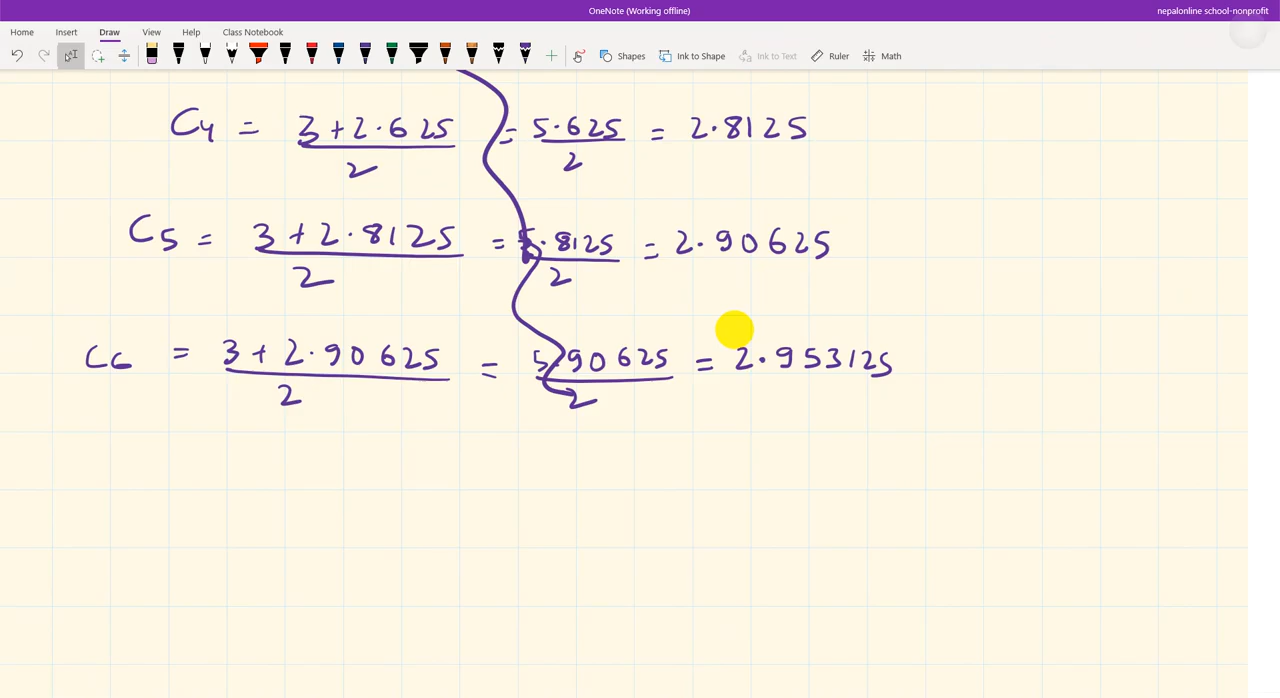 OneNote (Working offline)
nepalonline school-nonprofit
Home Insert Draw View Help Class Notebook
Shapes Ink to Shape Ink to Text Ruler Math
C4 = 3 + 2.625 / 2 = 5.625 / 2 = 2.8125
C5 = 3 + 2.8125 / 2 = 5.8125 / 2 = 2.90625
C6 = 3 + 2.90625 / 2 = 5.90625 / 2 = 2.953125